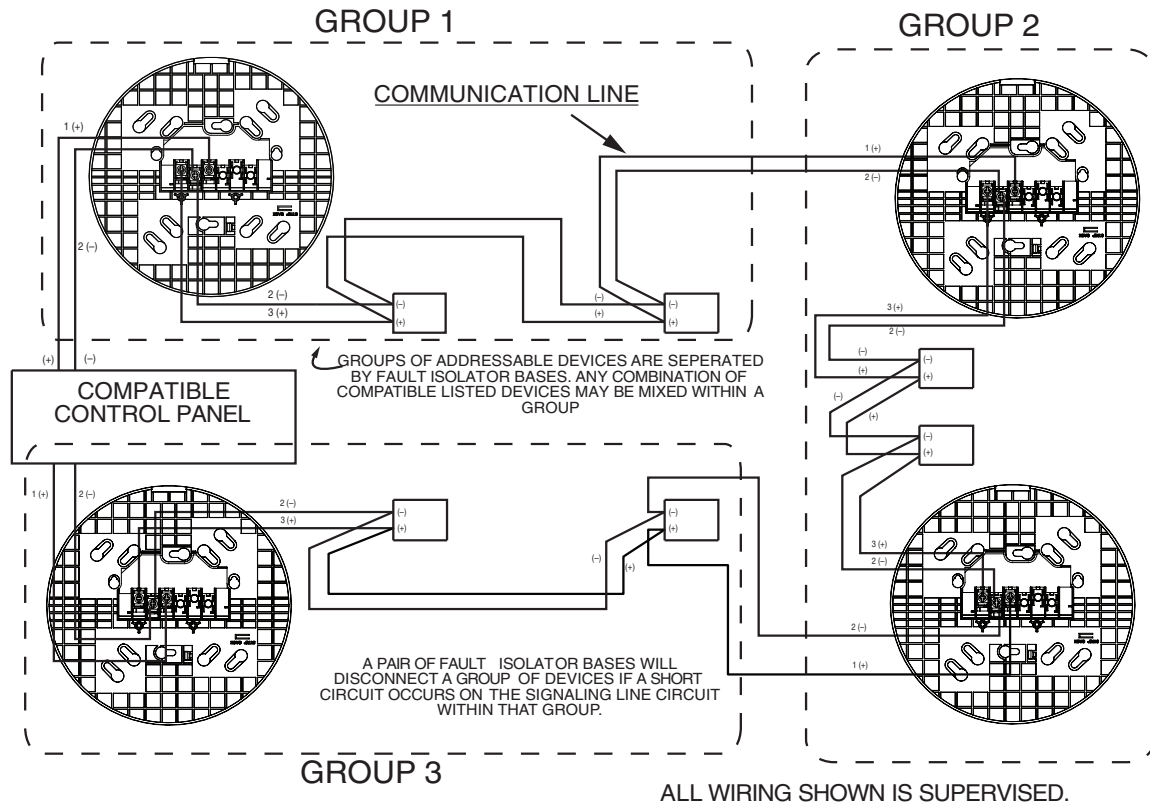 GROUP 1
GROUP 2
COMMUNICATION LINE
1 (+)
2 (–)
1 (+)
2 (–)
2 (–)
3 (+)
(–)
(+)
(–)
(+)
(–)
(+)
3 (+)
2 (–)
(–)
(+)
(–)
(+)
(–)
(+)
(–)
(+)
3 (+)
2 (–)
2 (–)
1 (+)
(+)
(–)
GROUPS OF ADDRESSABLE DEVICES ARE SEPERATED
BY FAULT ISOLATOR BASES. ANY COMBINATION OF
COMPATIBLE LISTED DEVICES MAY BE MIXED WITHIN A
GROUP
COMPATIBLE
CONTROL PANEL
1 (+)
2 (–)
2 (–)
3 (+)
(–)
(+)
(–)
(+)
(–)
(+)
A PAIR OF FAULT ISOLATOR BASES WILL
DISCONNECT A GROUP OF DEVICES IF A SHORT
CIRCUIT OCCURS ON THE SIGNALING LINE CIRCUIT
WITHIN THAT GROUP.
GROUP 3
ALL WIRING SHOWN IS SUPERVISED.